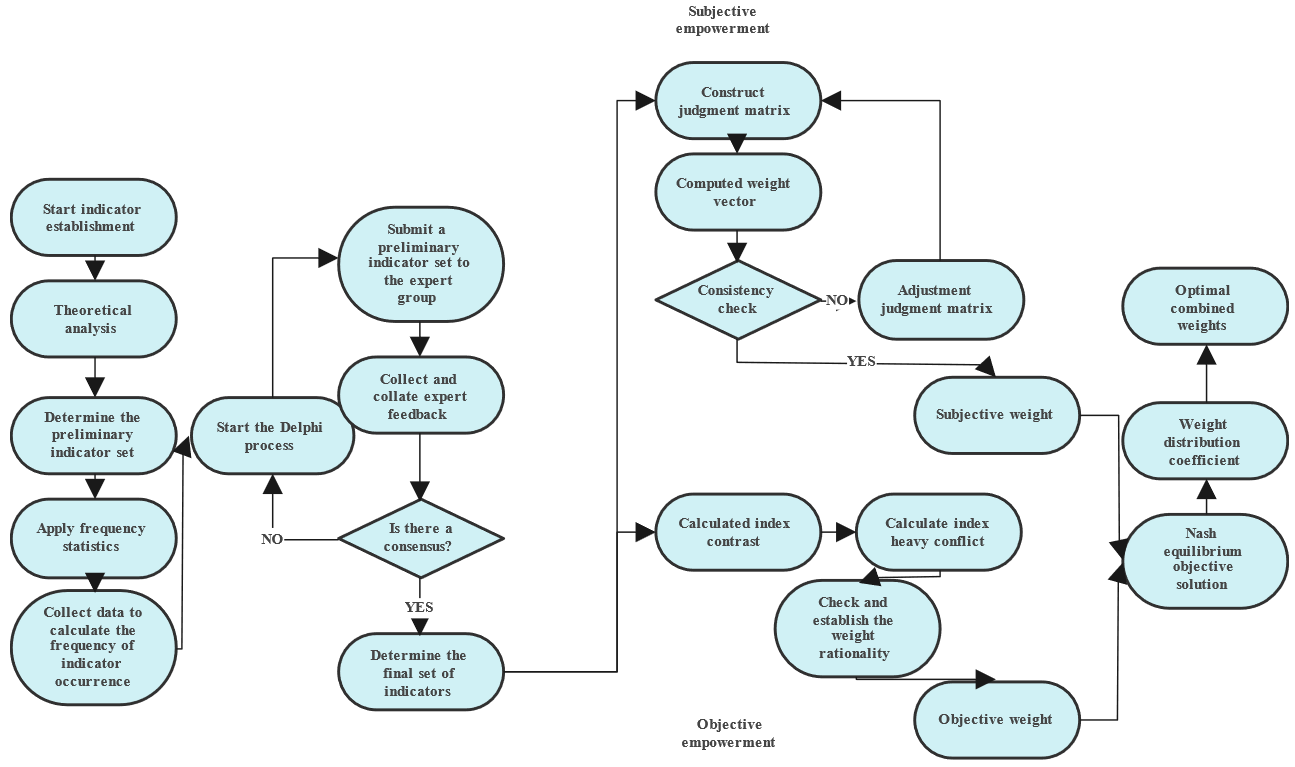 Subjective
empowerment
Start indicator
establishment
Theoretical
analysis
Determine the
preliminary
indicator set
Apply frequency
statistics
Collect data to
calculate the
frequency of
indicator
occurrence
Start the Delphi
process
Submit a
preliminary
indicator set to
the expert
group
Collect and
collate expert
feedback
Is there a
consensus?
NO
YES
Determine the
final set of
indicators
Construct
judgment matrix
Computed weight
vector
Consistency
check
NO
Adjustment
judgment matrix
YES
Subjective weight
Calculated index
contrast
Calculate index
heavy conflict
Check and
establish the
weight
rationality
Objective weight
Objective
empowerment
Nash
equilibrium
objective
solution
Weight
distribution
coefficient
Optimal
combined
weights